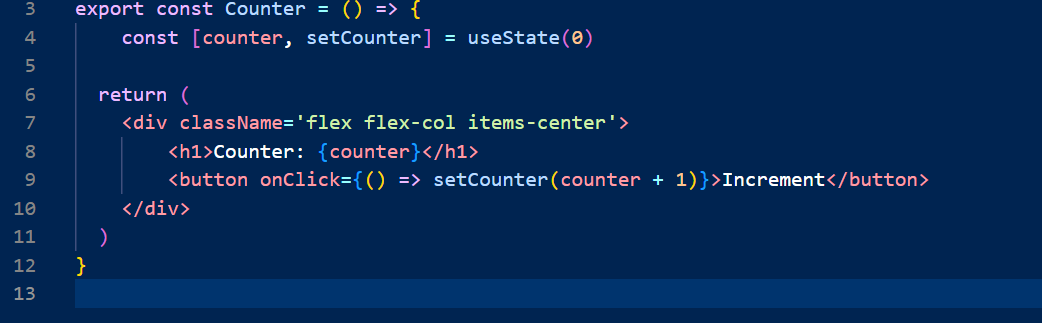 3 export const Counter = () => {
4     const [counter, setCounter] = useState(0)
5
6   return (
7     <div className='flex flex-col items-center'>
8         <h1>Counter: {counter}</h1>
9         <button onClick={() => setCounter(counter + 1)}>Increment</button>
10     </div>
11   )
12 }
13